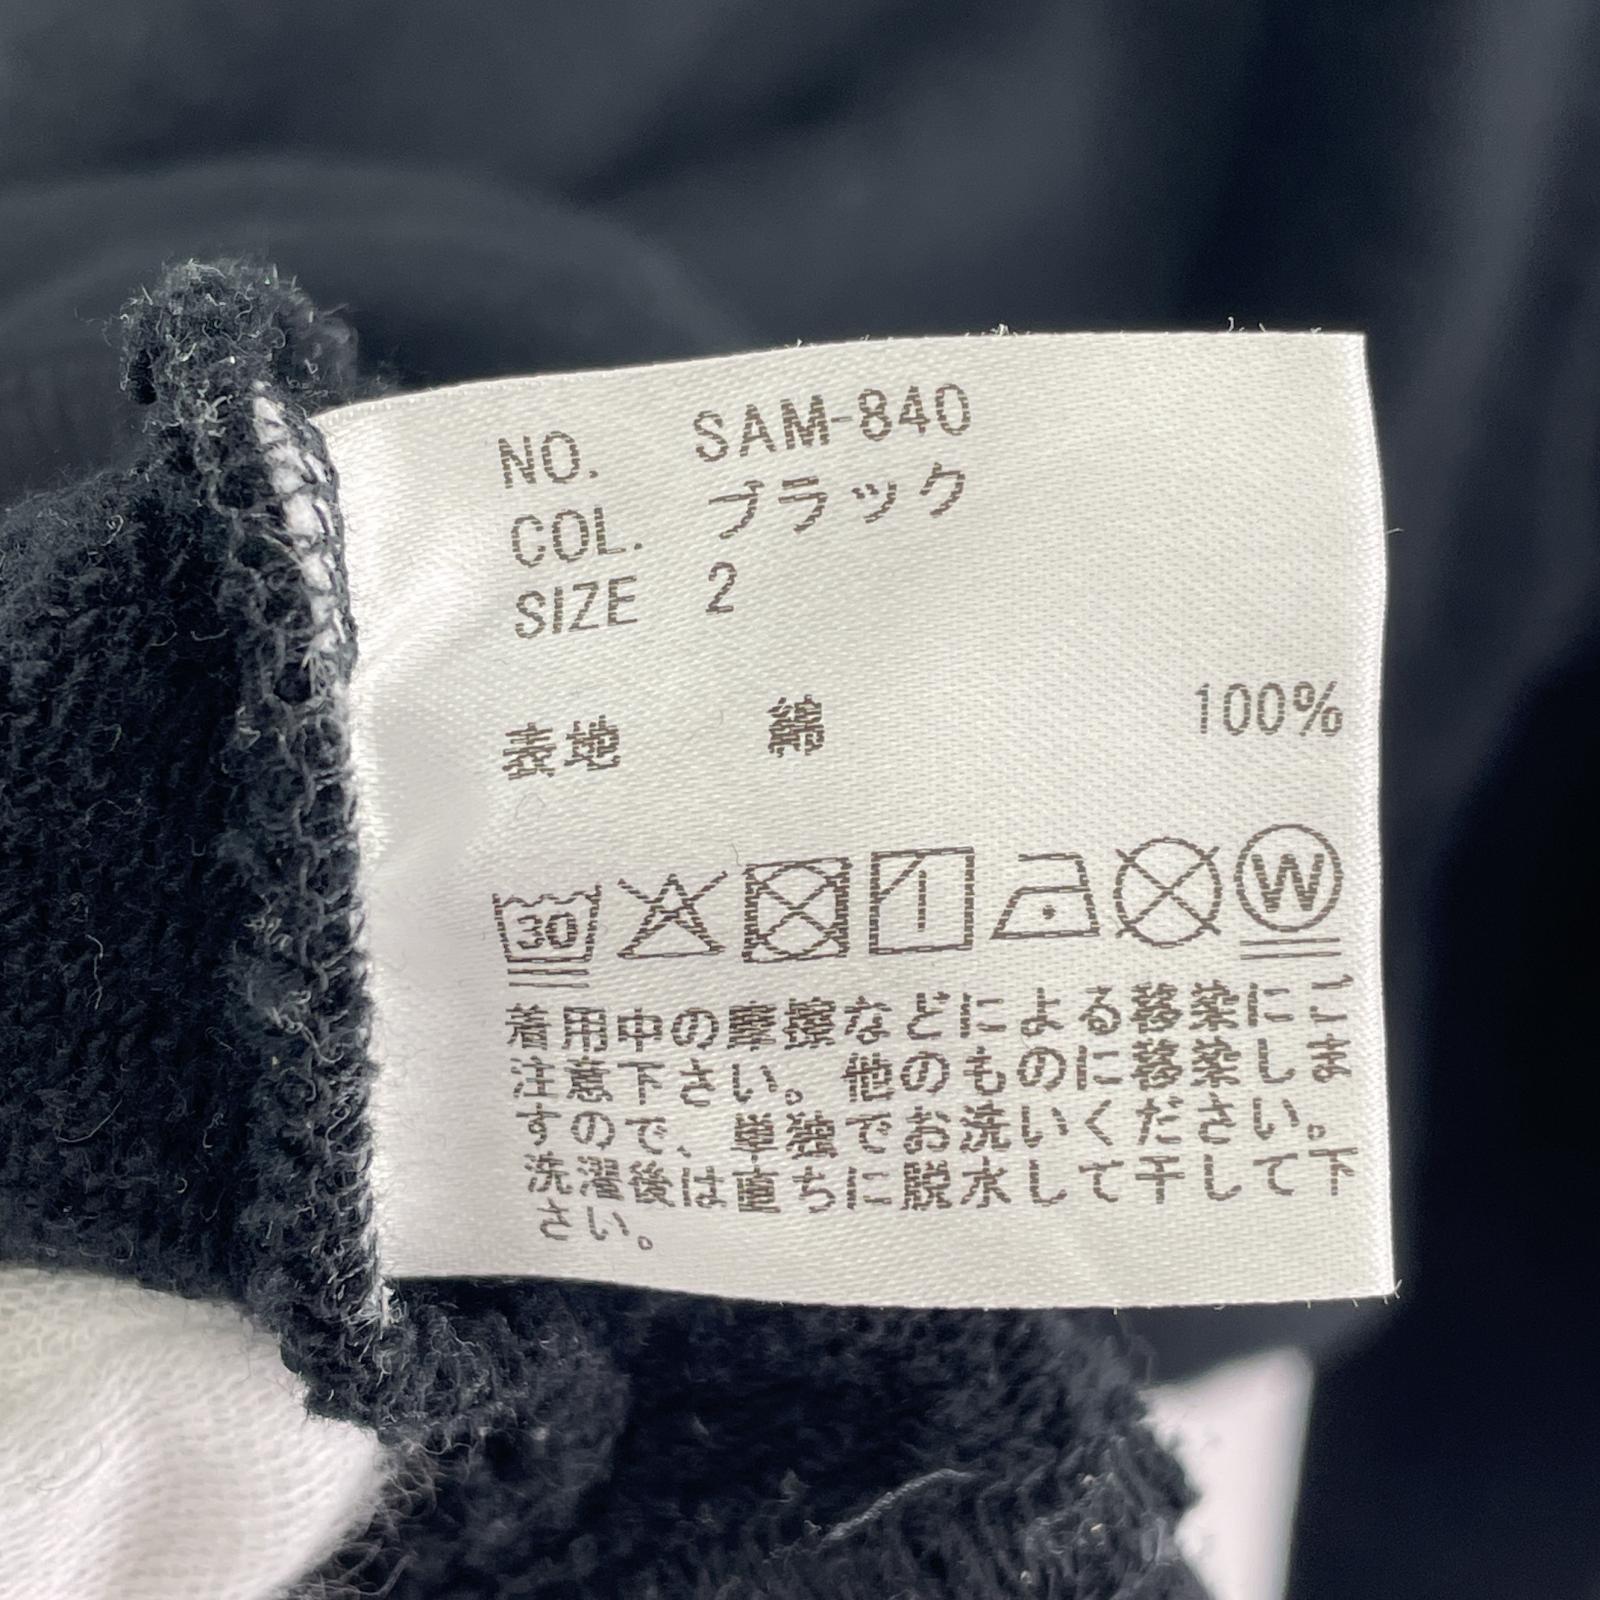 NO. SAM-840
COL. ブラック
SIZE 2
表地 綿 100%
30 W
着用中の摩擦などによる移染にご
注意下さい。他のものに移染しま
すので、単独でお洗いください。
洗濯後は直ちに脱水して干して下
さい。